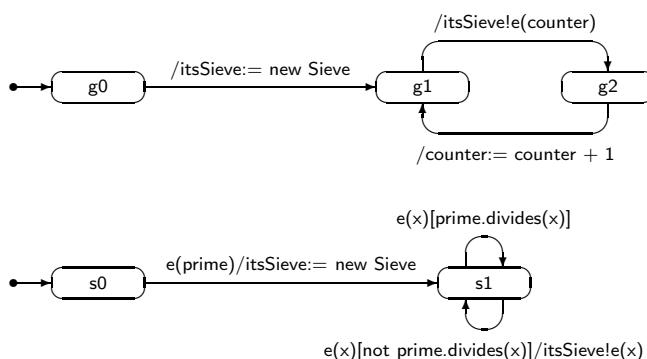 /itsSieve!e(counter)
/itsSieve:= new Sieve
g0
g1
g2
/counter:= counter + 1
e(x)[prime.divides(x)]
e(prime)/itsSieve:= new Sieve
s0
s1
e(x)[not prime.divides(x)]/itsSieve!e(x)